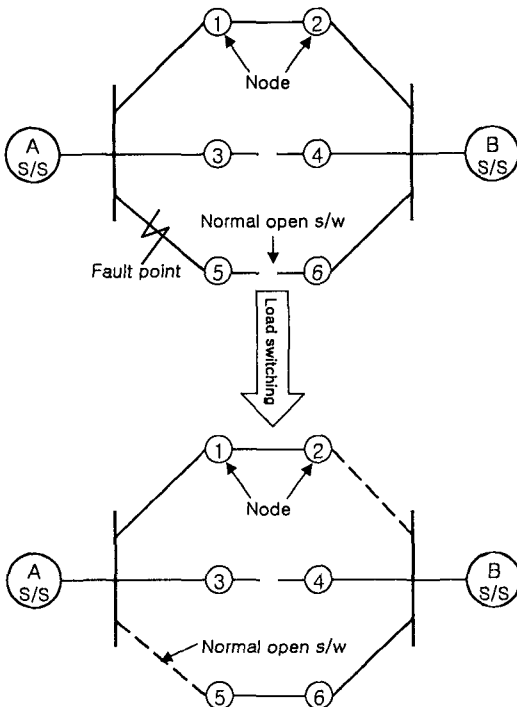 1
2
Node
A
S/S
3
4
B
S/S
Normal open s/w
Fault point
5
6
Load switching
1
2
Node
A
S/S
3
4
B
S/S
Normal open s/w
5
6